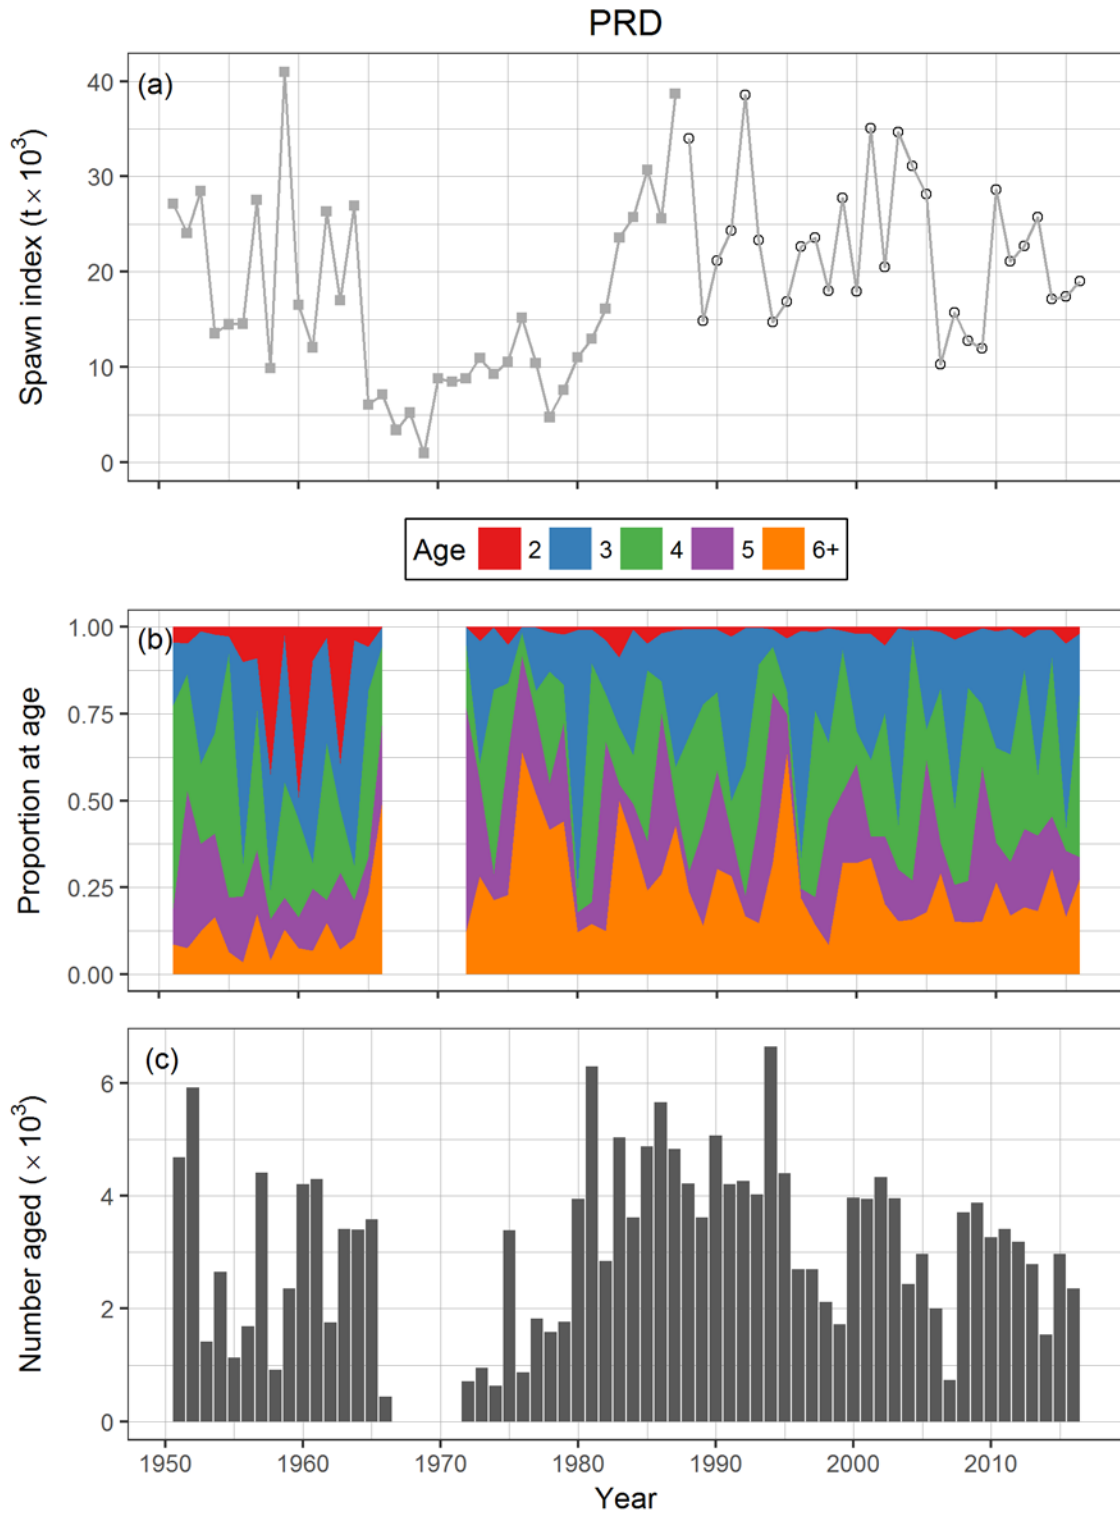 PRD
(a)
Spawn index (t × 10³)
40
30
20
10
0
Age 2 3 4 5 6+
(b)
Proportion at age
1.00
0.75
0.50
0.25
0.00
(c)
Number aged ( × 10³)
6
4
2
0
1950 1960 1970 1980 1990 2000 2010
Year